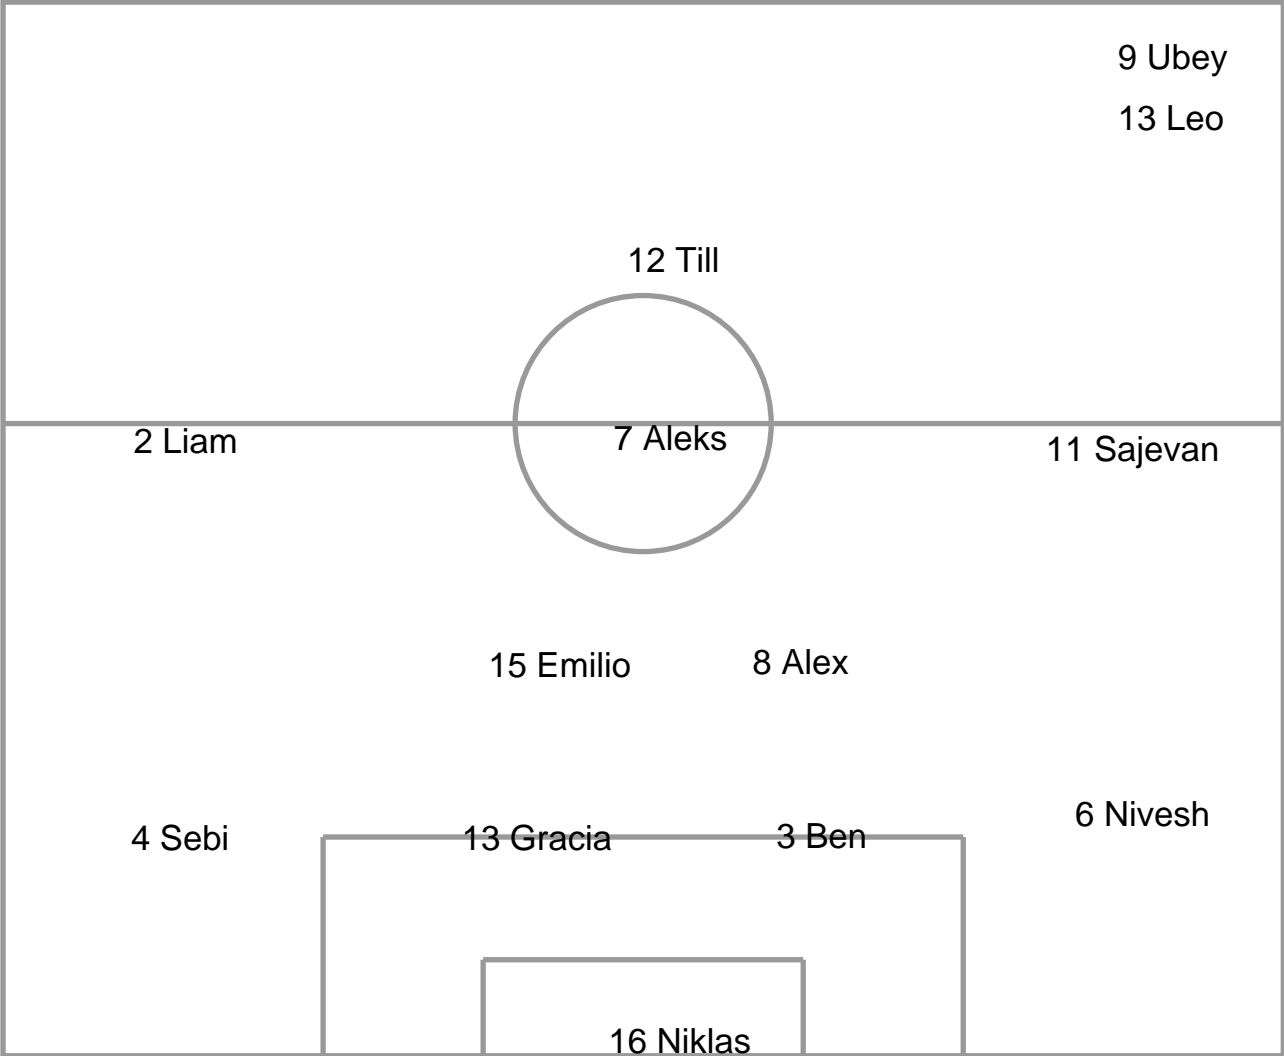 9 Ubey
13 Leo
12 Till
2 Liam
7 Aleks
11 Sajevan
15 Emilio
8 Alex
4 Sebi
13 Gracia
3 Ben
6 Nivesh
16 Niklas